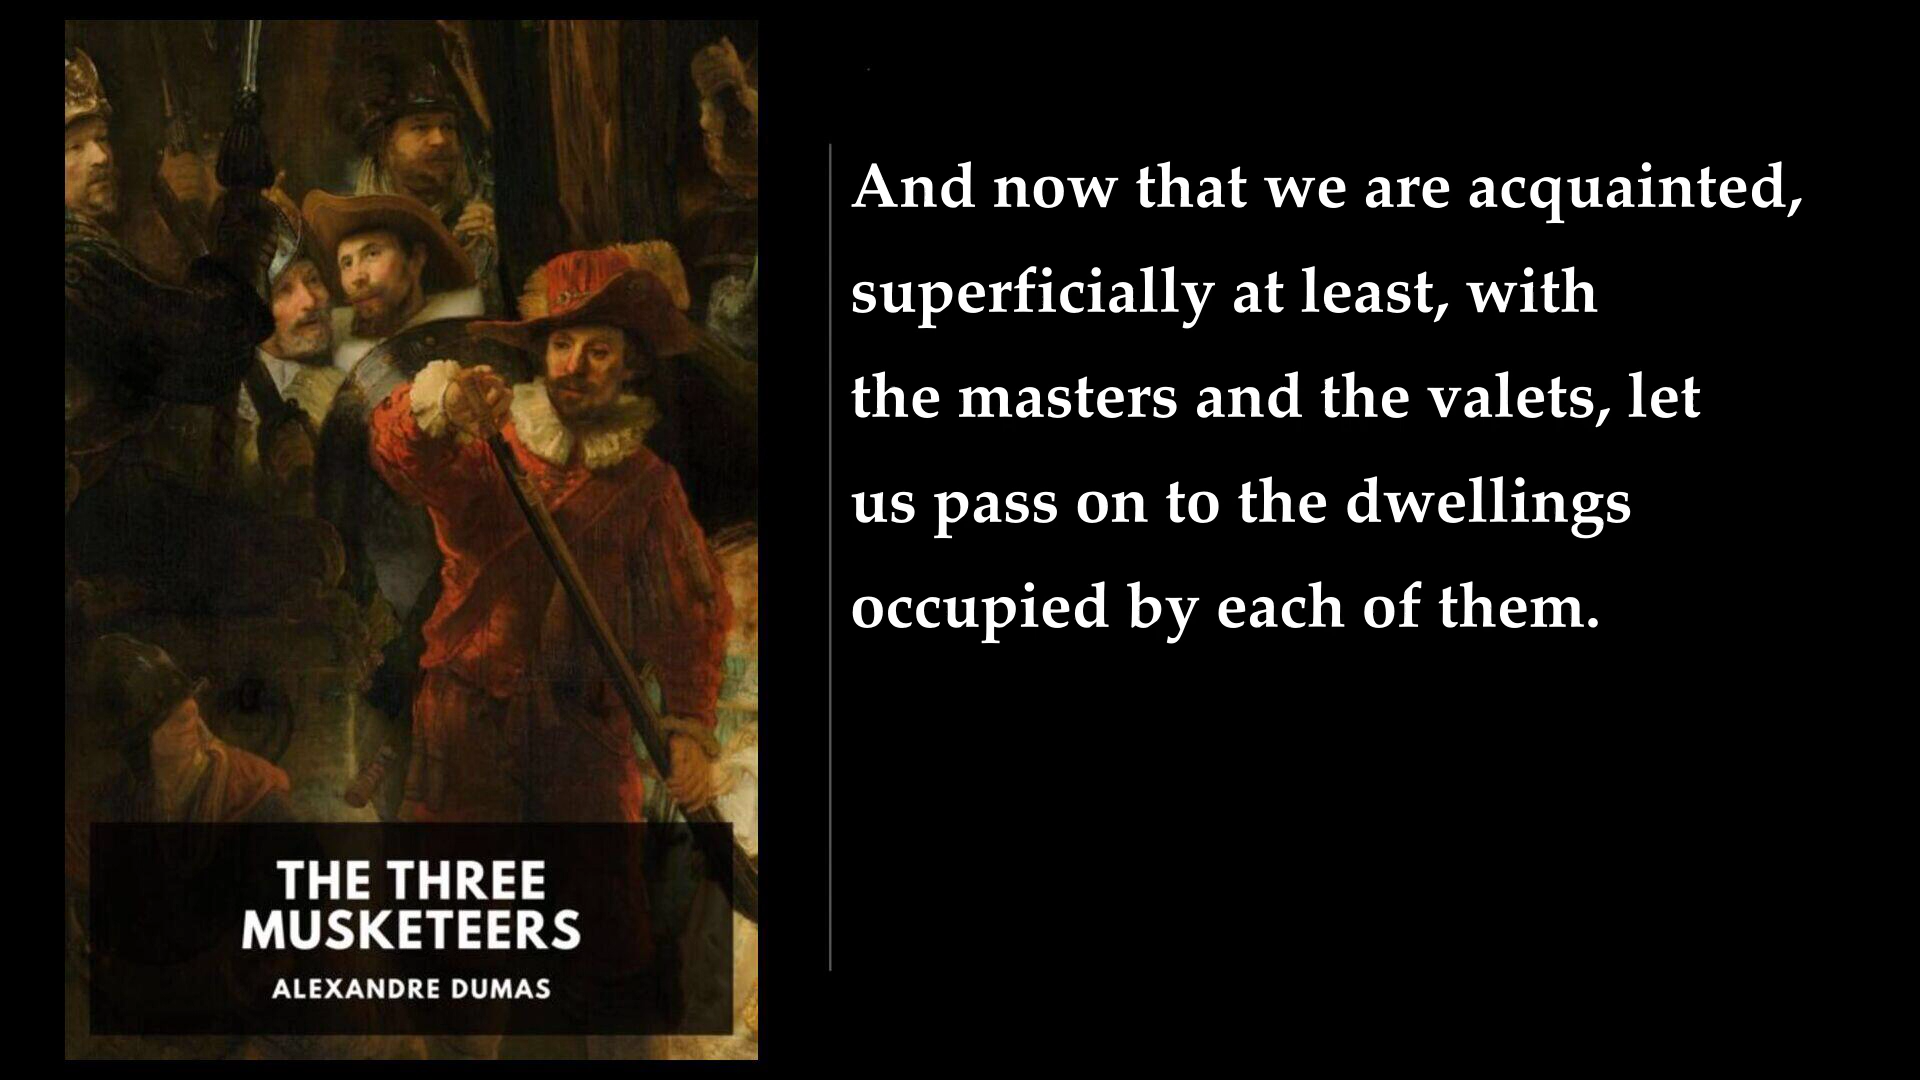 And now that we are acquainted,
superficially at least, with
the masters and the valets, let
us pass on to the dwellings
occupied by each of them.
THE THREE
MUSKETEERS
ALEXANDRE DUMAS